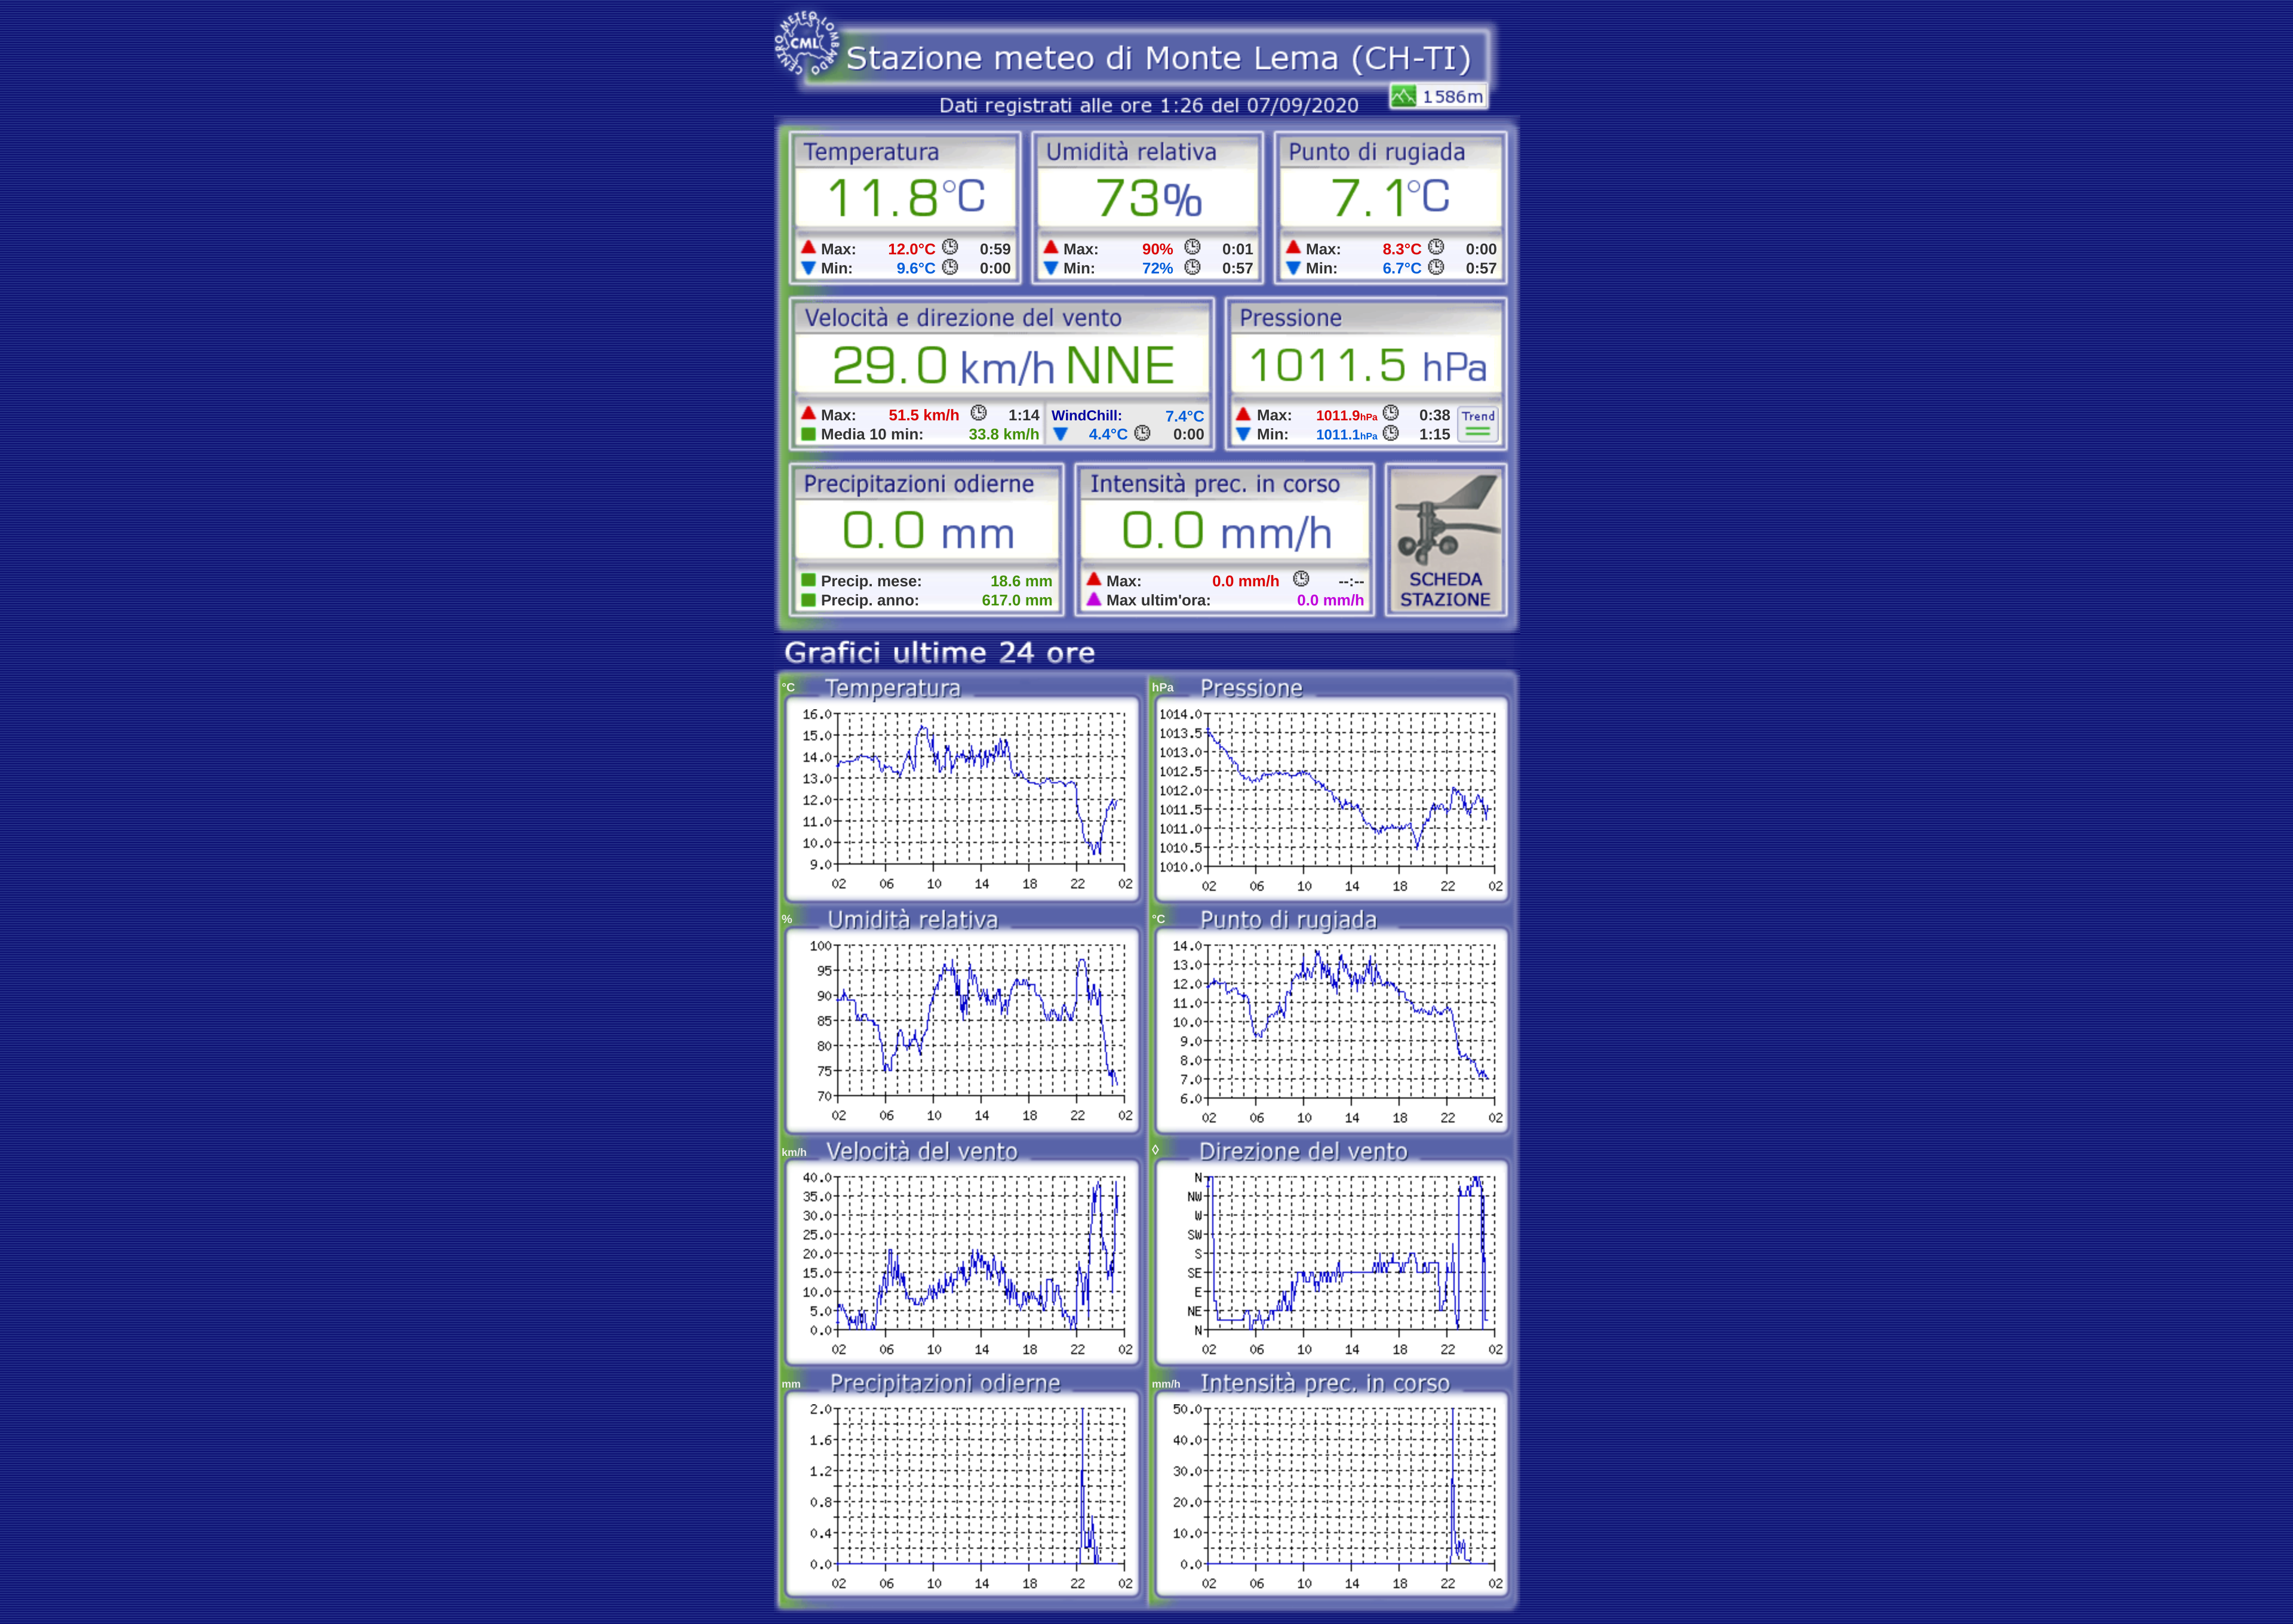 CENTRO METEO LOMBARDO
CML
Stazione meteo di Monte Lema (CH-TI)
Dati registrati alle ore 1:26 del 07/09/2020
1586m
Temperatura
11.8°C
Max: 12.0°C 0:59
Min: 9.6°C 0:00
Umidità relativa
73%
Max: 90% 0:01
Min: 72% 0:57
Punto di rugiada
7.1°C
Max: 8.3°C 0:00
Min: 6.7°C 0:57
Velocità e direzione del vento
29.0 km/h NNE
Max: 51.5 km/h 1:14
Media 10 min: 33.8 km/h
WindChill: 7.4°C
4.4°C 0:00
Pressione
1011.5 hPa
Max: 1011.9hPa 0:38
Min: 1011.1hPa 1:15
Trend
Precipitazioni odierne
0.0 mm
Precip. mese: 18.6 mm
Precip. anno: 617.0 mm
Intensità prec. in corso
0.0 mm/h
Max: 0.0 mm/h --:--
Max ultim'ora: 0.0 mm/h
SCHEDA
STAZIONE
Grafici ultime 24 ore
°C Temperatura
16.0
15.0
14.0
13.0
12.0
11.0
10.0
9.0
02 06 10 14 18 22 02
hPa Pressione
1014.0
1013.5
1013.0
1012.5
1012.0
1011.5
1011.0
1010.5
1010.0
02 06 10 14 18 22 02
% Umidità relativa
100
95
90
85
80
75
70
02 06 10 14 18 22 02
°C Punto di rugiada
14.0
13.0
12.0
11.0
10.0
9.0
8.0
7.0
6.0
02 06 10 14 18 22 02
km/h Velocità del vento
40.0
35.0
30.0
25.0
20.0
15.0
10.0
5.0
0.0
02 06 10 14 18 22 02
◊ Direzione del vento
N
NW
W
SW
S
SE
E
NE
N
02 06 10 14 18 22 02
mm Precipitazioni odierne
2.0
1.6
1.2
0.8
0.4
0.0
02 06 10 14 18 22 02
mm/h Intensità prec. in corso
50.0
40.0
30.0
20.0
10.0
0.0
02 06 10 14 18 22 02